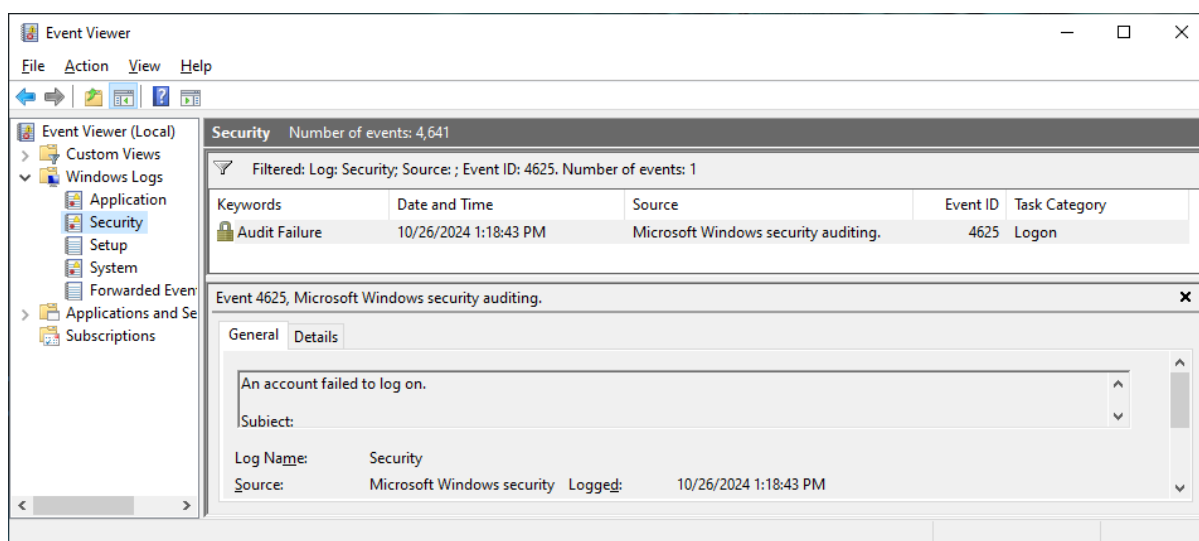 Event Viewer
File Action View Help
Event Viewer (Local)
Custom Views
Windows Logs
Application
Security
Setup
System
Forwarded Even
Applications and Se
Subscriptions
Security Number of events: 4,641
Filtered: Log: Security; Source: ; Event ID: 4625. Number of events: 1
Keywords Date and Time Source Event ID Task Category
Audit Failure 10/26/2024 1:18:43 PM Microsoft Windows security auditing. 4625 Logon
Event 4625, Microsoft Windows security auditing.
General Details
An account failed to log on.
Subject:
Log Name: Security
Source: Microsoft Windows security Logged: 10/26/2024 1:18:43 PM